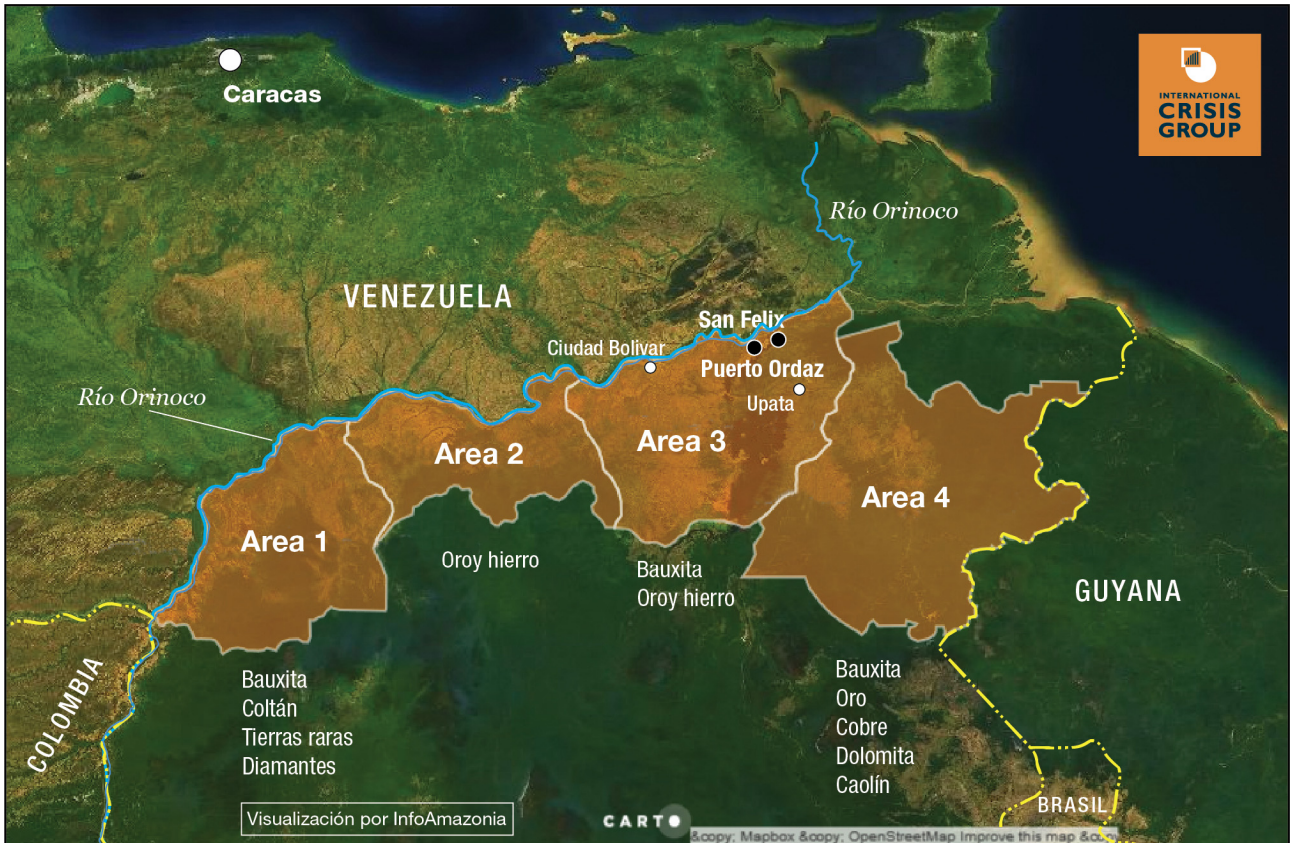 Caracas
INTERNATIONAL
CRISIS
GROUP
Río Orinoco
VENEZUELA
San Felix
Ciudad Bolivar
Puerto Ordaz
Upata
Río Orinoco
Area 1
Area 2
Area 3
Area 4
Oroy hierro
Bauxita
Oroy hierro
GUYANA
COLOMBIA
Bauxita
Coltán
Tierras raras
Diamantes
Bauxita
Oro
Cobre
Dolomita
Caolín
BRASIL
Visualización por InfoAmazonia
CARTO
&copy; Mapbox &copy; OpenStreetMap Improve this map &copy